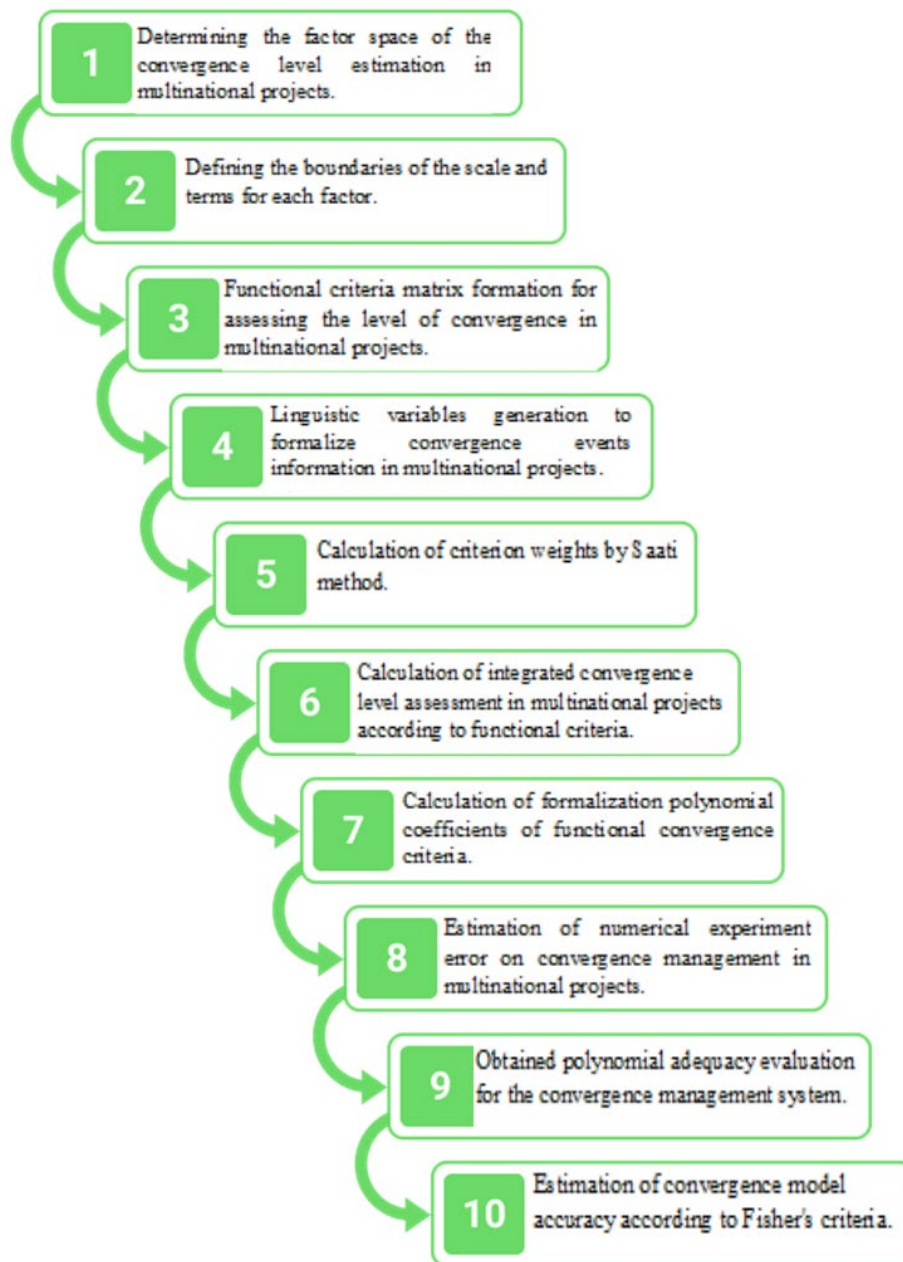 1
Determining the factor space of the
convergence level estimation in
multinational projects.
2
Defining the boundaries of the scale and
terms for each factor.
3
Functional criteria matrix formation for
assessing the level of convergence in
multinational projects.
4
Linguistic variables generation to
formalize convergence events
information in multinational projects.
5
Calculation of criterion weights by Saati
method.
6
Calculation of integrated convergence
level assessment in multinational projects
according to functional criteria.
7
Calculation of formalization polynomial
coefficients of functional convergence
criteria.
8
Estimation of numerical experiment
error on convergence management in
multinational projects.
9
Obtained polynomial adequacy evaluation
for the convergence management system.
10
Estimation of convergence model
accuracy according to Fisher's criteria.